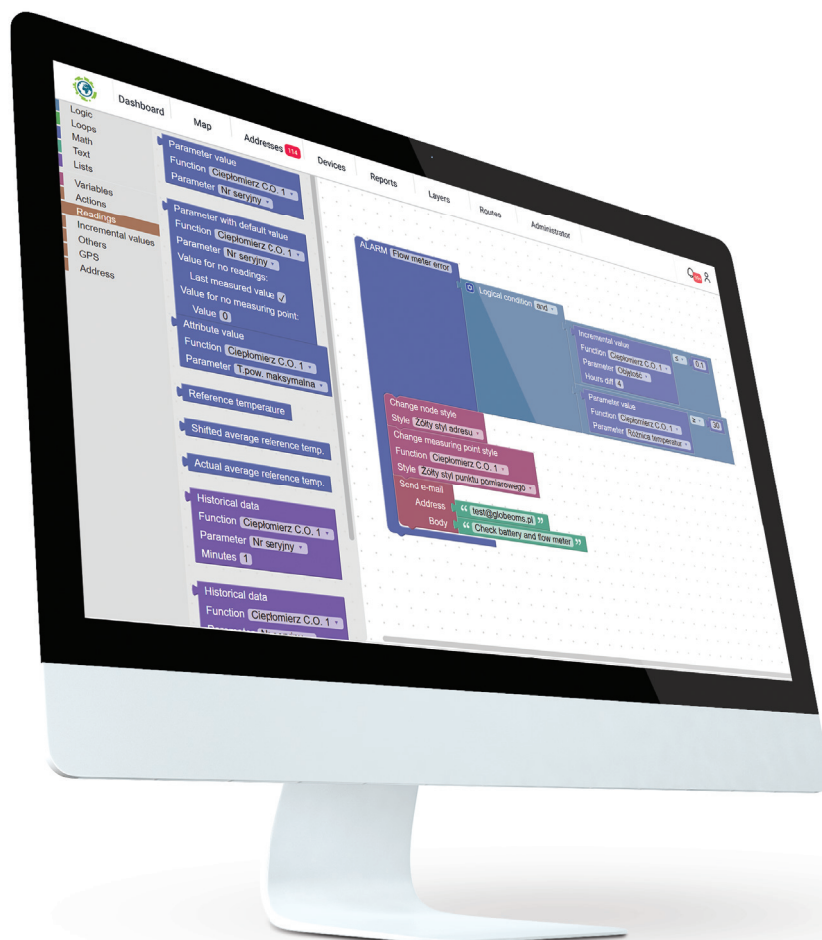 Dashboard
Map
Addresses 114
Devices
Reports
Layers
Routes
Administrator
Logic
Loops
Math
Text
Lists
Variables
Actions
Readings
Incremental values
Others
GPS
Address
Parameter value
Function Ciepłomierz C.O. 1
Parameter Nr seryjny
Parameter with default value
Function Ciepłomierz C.O. 1
Parameter Nr seryjny
Value for no readings:
Last measured value
Value for no measuring point:
Value 0
Attribute value
Function Ciepłomierz C.O. 1
Parameter T.pow. maksymalna
Reference temperature
Shifted average reference temp.
Actual average reference temp.
Historical data
Function Ciepłomierz C.O. 1
Parameter Nr seryjny
Minutes 1
Historical data
Function Ciepłomierz C.O. 1
ALARM Flow meter error
Logical condition and
Incremental value
Function Ciepłomierz C.O. 1
Parameter Objętość
Hours diff 4
≤ 0.1
Parameter value
Function Ciepłomierz C.O. 1
Parameter Różnica temperatur
≥ 30
Change node style
Style Żółty styl adresu
Change measuring point style
Function Ciepłomierz C.O. 1
Style Żółty styl punktu pomiarowego
Send e-mail
Address “ test@globeoms.pl ”
Body “ Check battery and flow meter ”